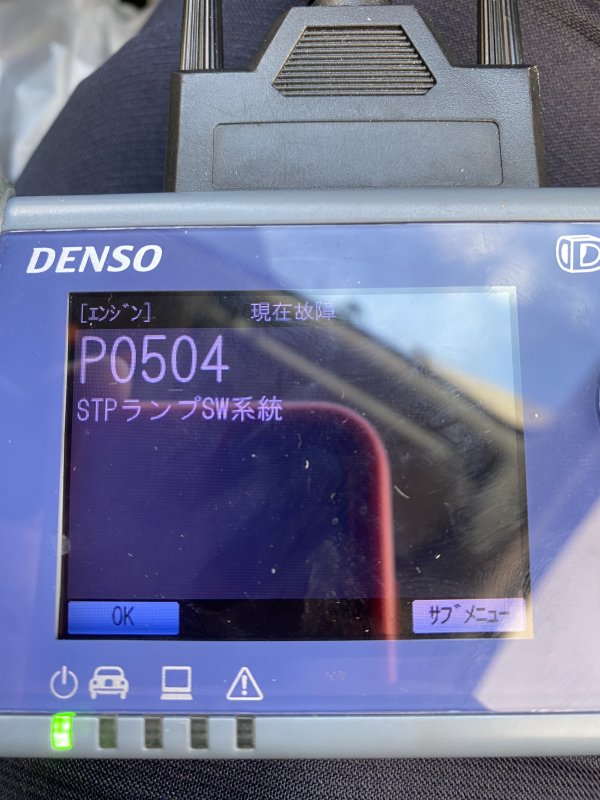 DENSO
[ｴﾝｼﾞﾝ] 現在故障
P0504
STPランプSW系統
OK ｻﾌﾞﾒﾆｭｰ